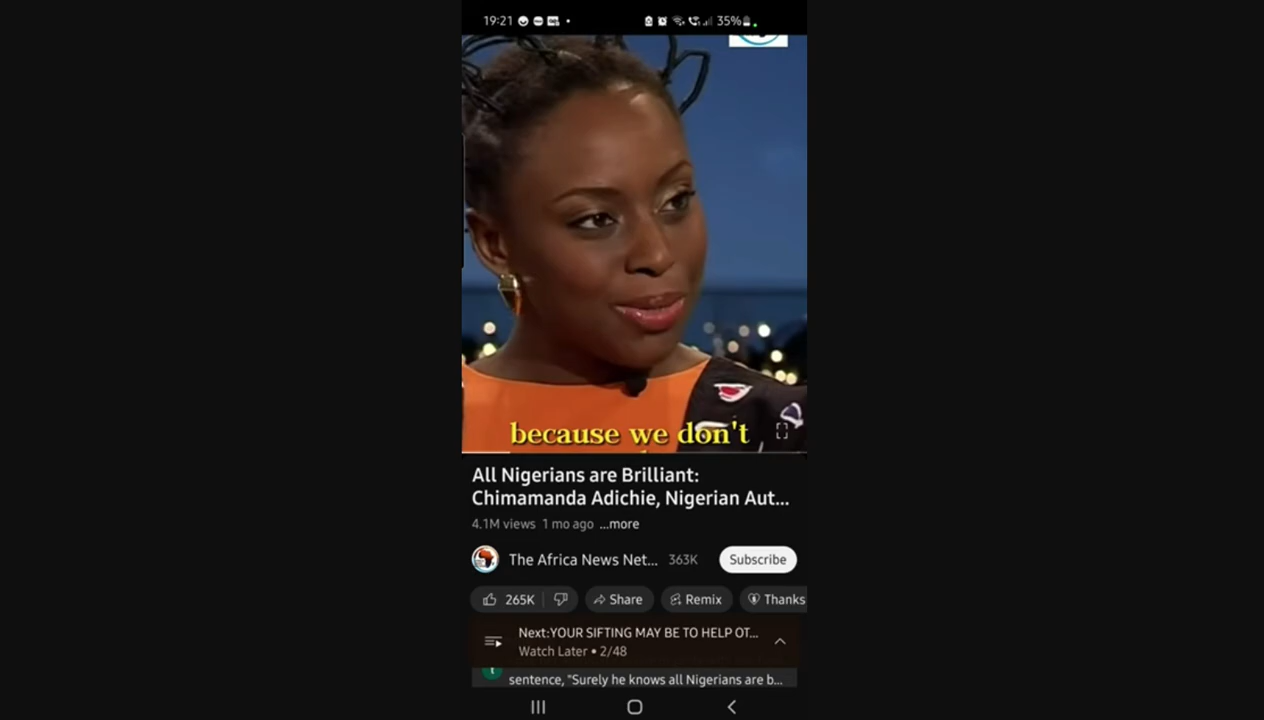 19:21
35%
because we don't
All Nigerians are Brilliant:
Chimamanda Adichie, Nigerian Aut...
4.1M views 1 mo ago ...more
The Africa News Net... 363K Subscribe
265K Share Remix Thanks
Next:YOUR SIFTING MAY BE TO HELP OT...
Watch Later • 2/48
sentence, "Surely he knows all Nigerians are b...